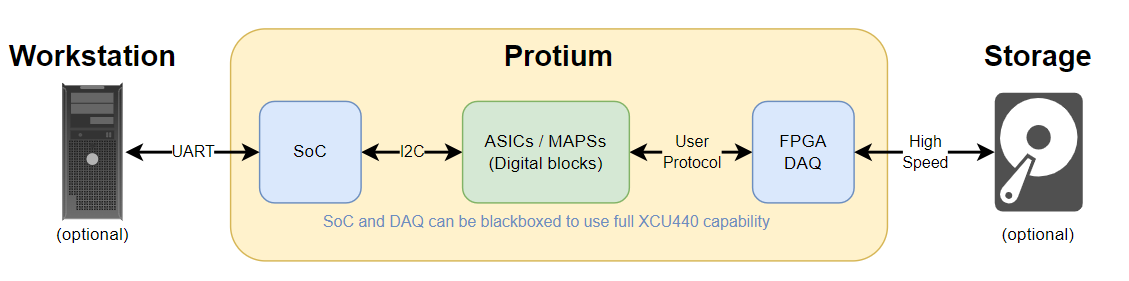 Workstation
Protium
Storage
UART
SoC
I2C
ASICs / MAPSs
(Digital blocks)
User
Protocol
FPGA
DAQ
High
Speed
SoC and DAQ can be blackboxed to use full XCU440 capability
(optional)
(optional)